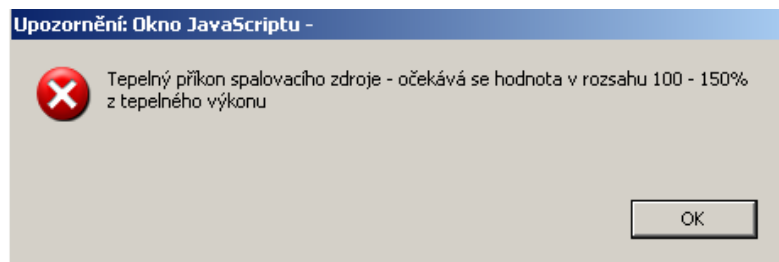 Upozornění: Okno JavaScriptu -
Tepelný příkon spalovacího zdroje - očekává se hodnota v rozsahu 100 - 150%
z tepelného výkonu
OK